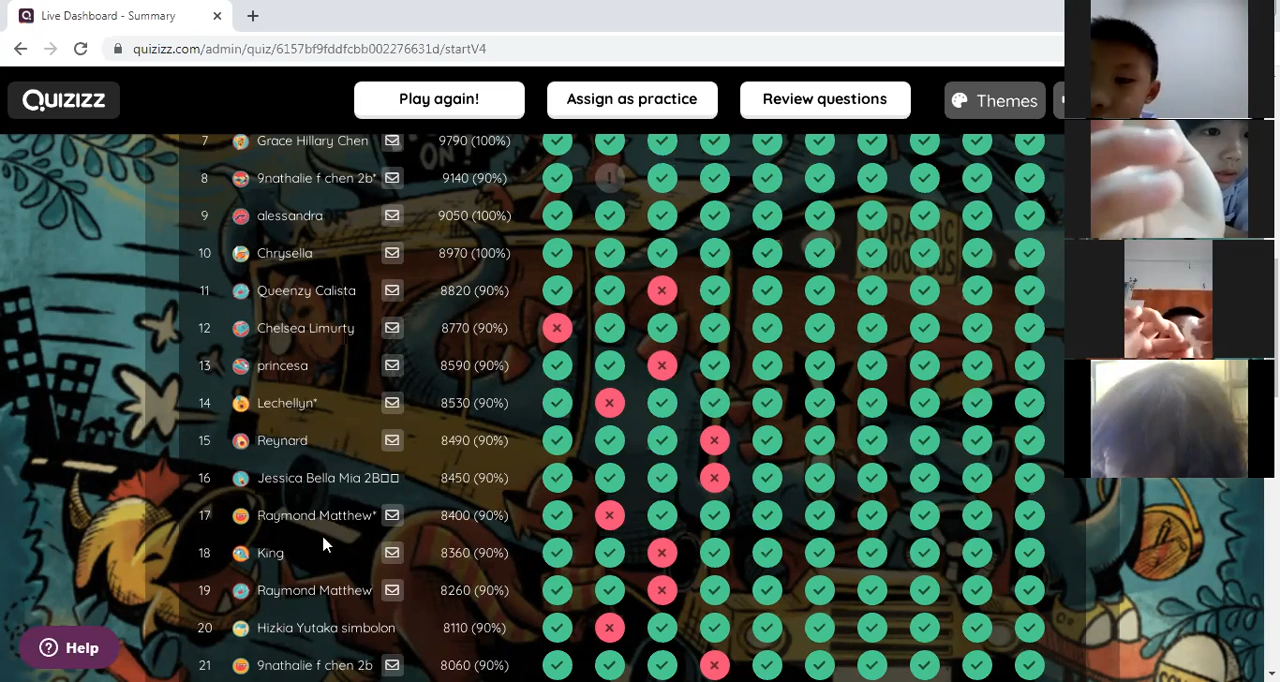 Live Dashboard - Summary
quizizz.com/admin/quiz/6157bf9fddfcbb002276631d/startV4
QUIZIZZ Play again! Assign as practice Review questions Themes
7 Grace Hillary Chen 9790 (100%)
8 9nathalie f chen 2b* 9140 (90%)
9 alessandra 9050 (100%)
10 Chrysella 8970 (100%)
11 Queenzy Calista 8820 (90%)
12 Chelsea Limurty 8770 (90%)
13 princesa 8590 (90%)
14 Lechellyn* 8530 (90%)
15 Reynard 8490 (90%)
16 Jessica Bella Mia 2B□□ 8450 (90%)
17 Raymond Matthew* 8400 (90%)
18 King 8360 (90%)
19 Raymond Matthew 8260 (90%)
20 Hizkia Yutaka simbolon 8110 (90%)
21 9nathalie f chen 2b 8060 (90%)
Help